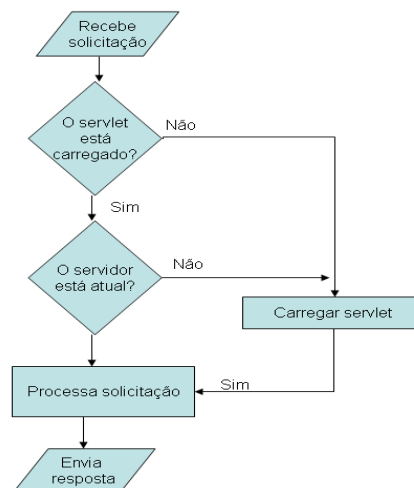 Recebe
solicitação
O servlet
está
carregado?
Não
Sim
O servidor
está atual?
Não
Carregar servlet
Processa solicitação
Sim
Envia
resposta